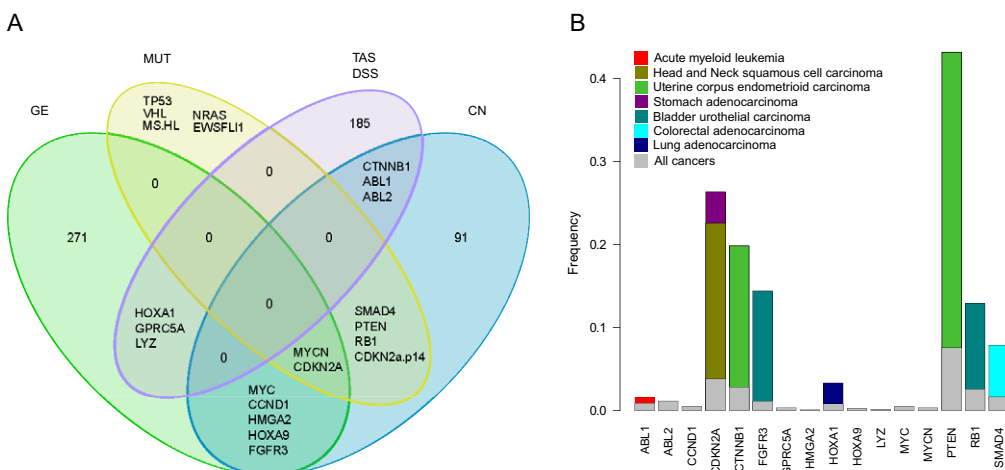 A
MUT
TAS
DSS
GE
CN
TP53
VHL
MS.HL
NRAS
EWSFLI1
185
0
0
CTNNB1
ABL1
ABL2
271
0
0
91
0
HOXA1
GPRC5A
LYZ
SMAD4
PTEN
RB1
CDKN2a.p14
MYCN
CDKN2A
0
MYC
CCND1
HMGA2
HOXA9
FGFR3
B
Acute myeloid leukemia
Head and Neck squamous cell carcinoma
Uterine corpus endometrioid carcinoma
Stomach adenocarcinoma
Bladder urothelial carcinoma
Colorectal adenocarcinoma
Lung adenocarcinoma
All cancers
Frequency
0.4
0.3
0.2
0.1
0.0
ABL1
ABL2
CCND1
CDKN2A
CTNNB1
FGFR3
GPRC5A
HMGA2
HOXA1
HOXA9
LYZ
MYC
MYCN
PTEN
RB1
SMAD4